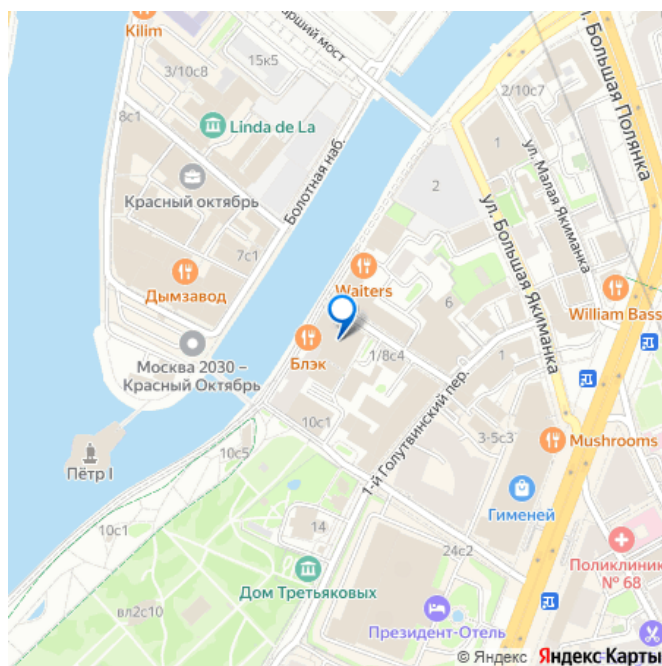 Kilim
арший мост
3/10с8
15к5
8с1
Linda de La
Болотная наб.
Красный октябрь
7с1
Дымзавод
Москва 2030 –
Красный Октябрь
Пётр I
ул. Большая Полянка
2/10с7
1
ул. Малая Якиманка
2
ул. Большая Якиманка
Waiters
6
William Bass
Блэк
1/8с4
1
1-й Голутвинский пер.
3-5с3
Mushrooms
10с1
10с5
Гименей
10с1
14
24с2
Поликлиник
№ 68
Дом Третьяковых
вл2с10
Президент-Отель
© Яндекс Яндекс Карты